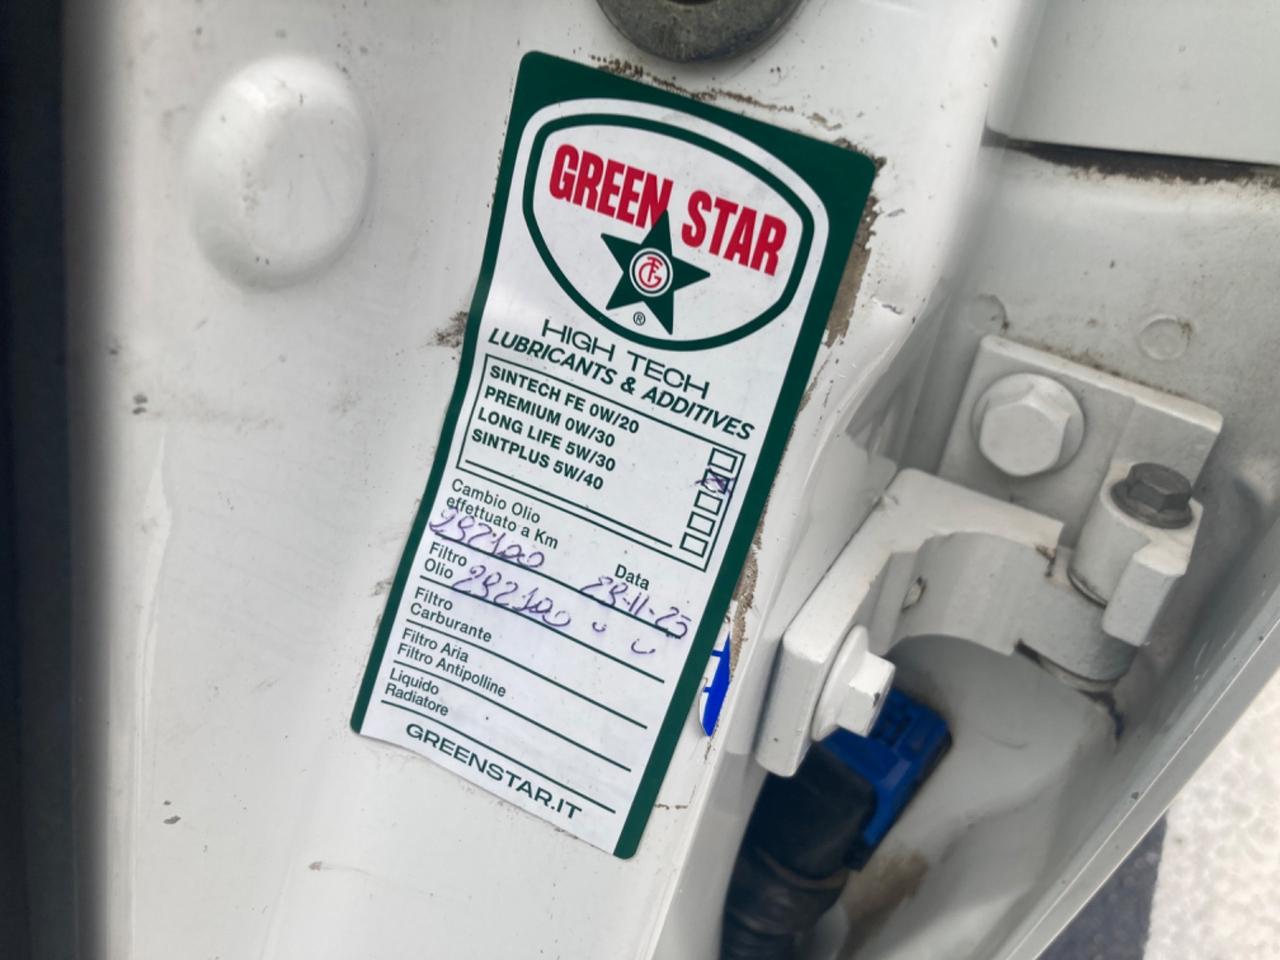 GREEN STAR
®
HIGH TECH
LUBRICANTS & ADDITIVES
SINTECH FE 0W/20
PREMIUM 0W/30
LONG LIFE 5W/30
SINTPLUS 5W/40
Cambio Olio
effettuato a Km
Data
282100
28-11-25
Filtro
Olio 282100
Filtro
Carburante
Filtro Aria
Filtro Antipolline
Liquido
Radiatore
GREENSTAR.IT